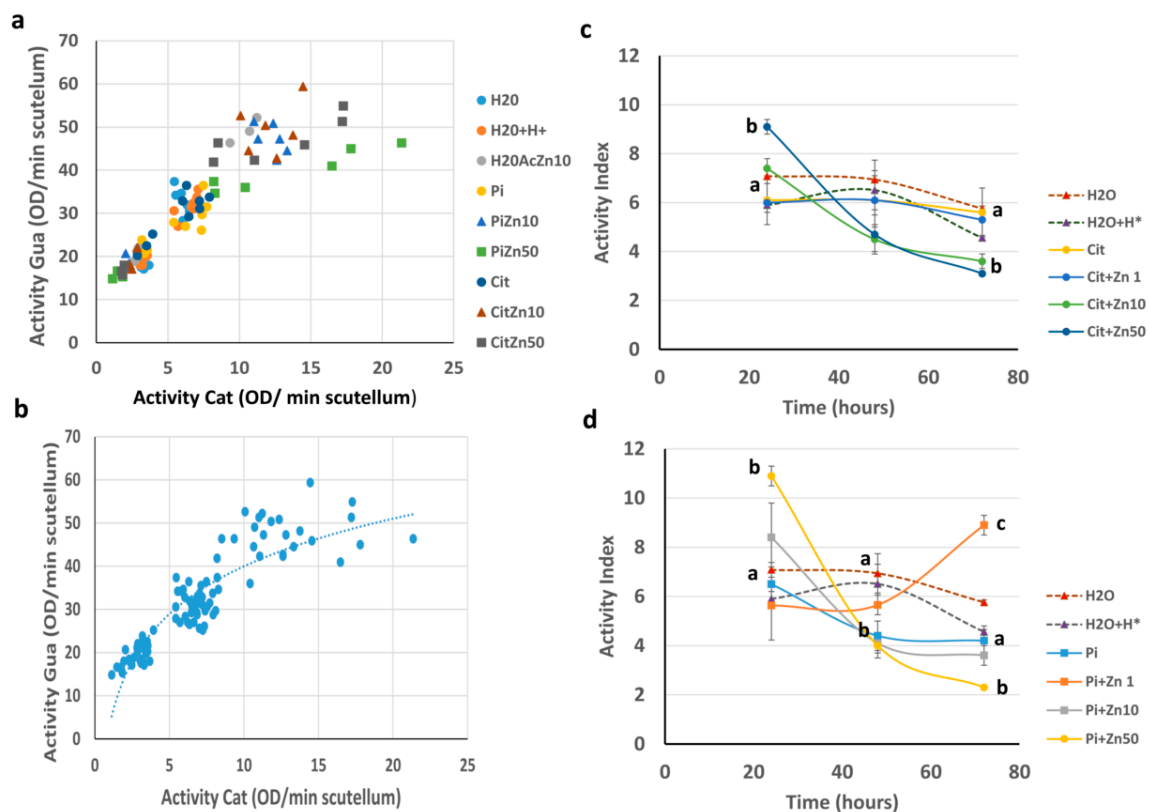 a
Activity Gua (OD/min scutelum)
70
60
50
40
30
20
10
0
0 5 10 15 20 25
Activity Cat (OD/ min scutellum)
H20
H20+H+
H20AcZn10
Pi
PiZn10
PiZn50
Cit
CitZn10
CitZn50
b
Activity Gua (OD/min scutellum)
70
60
50
40
30
20
10
0
0 5 10 15 20 25
Activity Cat (OD/min scutellum)
c
Activity Index
12
10
8
6
4
2
0
0 20 40 60 80
Time (hours)
b
a
a
b
H2O
H2O+H*
Cit
Cit+Zn 1
Cit+Zn10
Cit+Zn50
d
Activity Index
12
10
8
6
4
2
0
0 20 40 60 80
Time (hours)
b
a
a
b
c
a
b
H2O
H2O+H*
Pi
Pi+Zn 1
Pi+Zn10
Pi+Zn50